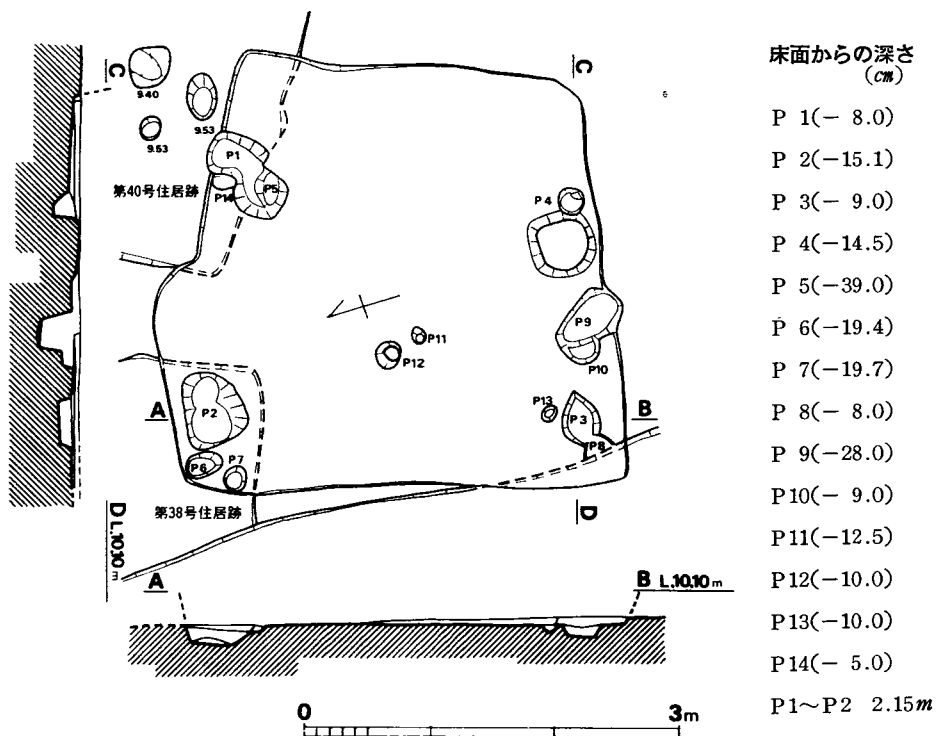 C
C
9.40
9.53
9.53
P1
P14
P5
第40号住居跡
P4
P9
P10
P11
P12
A
P2
P13
P3
B
P8
P6
P7
第38号住居跡
D
D L.10.10m
A
B L.10.10m
0 3m
床面からの深さ
(cm)
P 1(− 8.0)
P 2(−15.1)
P 3(− 9.0)
P 4(−14.5)
P 5(−39.0)
P 6(−19.4)
P 7(−19.7)
P 8(− 8.0)
P 9(−28.0)
P10(− 9.0)
P11(−12.5)
P12(−10.0)
P13(−10.0)
P14(− 5.0)
P1～P2 2.15m